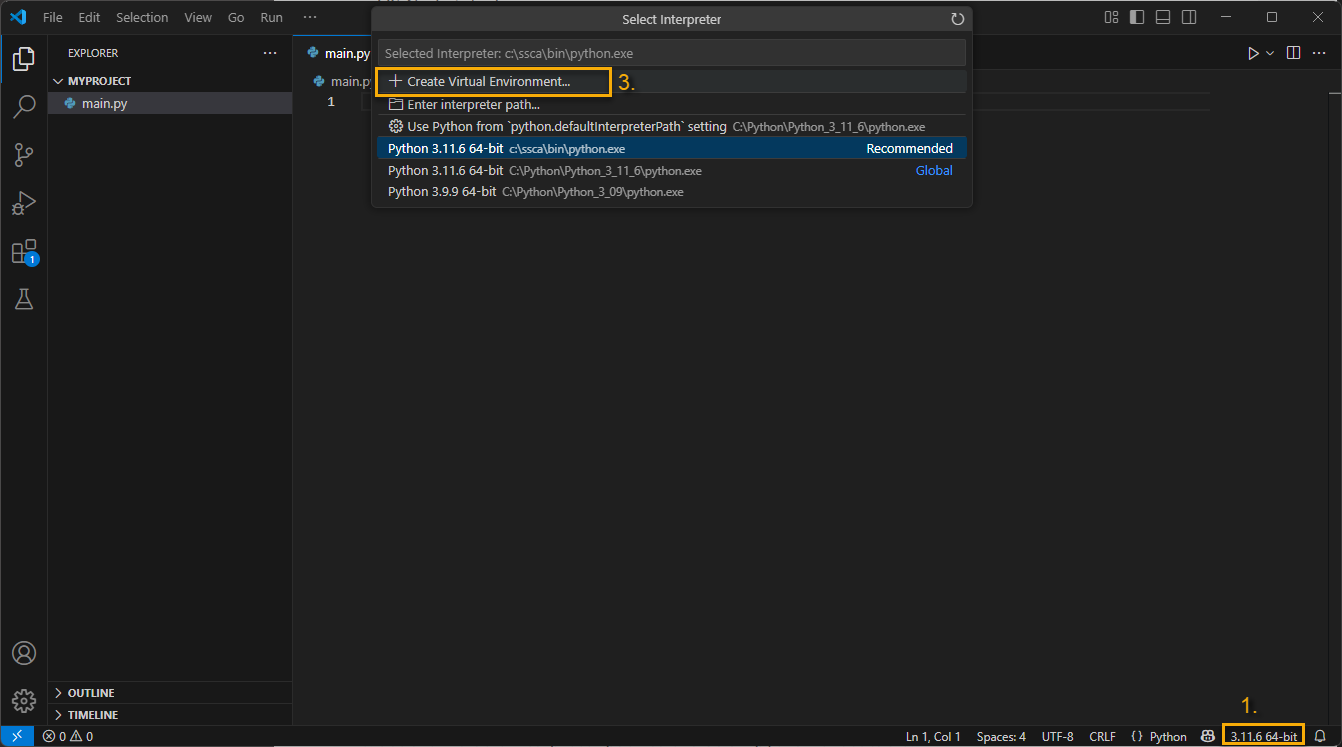 File Edit Selection View Go Run ···
Select Interpreter
EXPLORER ···
MYPROJECT
main.py
main.py
main.py
1
Selected Interpreter: c:\ssca\bin\python.exe
+ Create Virtual Environment... 3.
Enter interpreter path...
Use Python from `python.defaultInterpreterPath` setting C:\Python\Python_3_11_6\python.exe
Python 3.11.6 64-bit c:\ssca\bin\python.exe Recommended
Python 3.11.6 64-bit C:\Python\Python_3_11_6\python.exe Global
Python 3.9.9 64-bit C:\Python\Python_3_09\python.exe
1
OUTLINE
TIMELINE
1.
0 0 Ln 1, Col 1 Spaces: 4 UTF-8 CRLF {} Python 3.11.6 64-bit